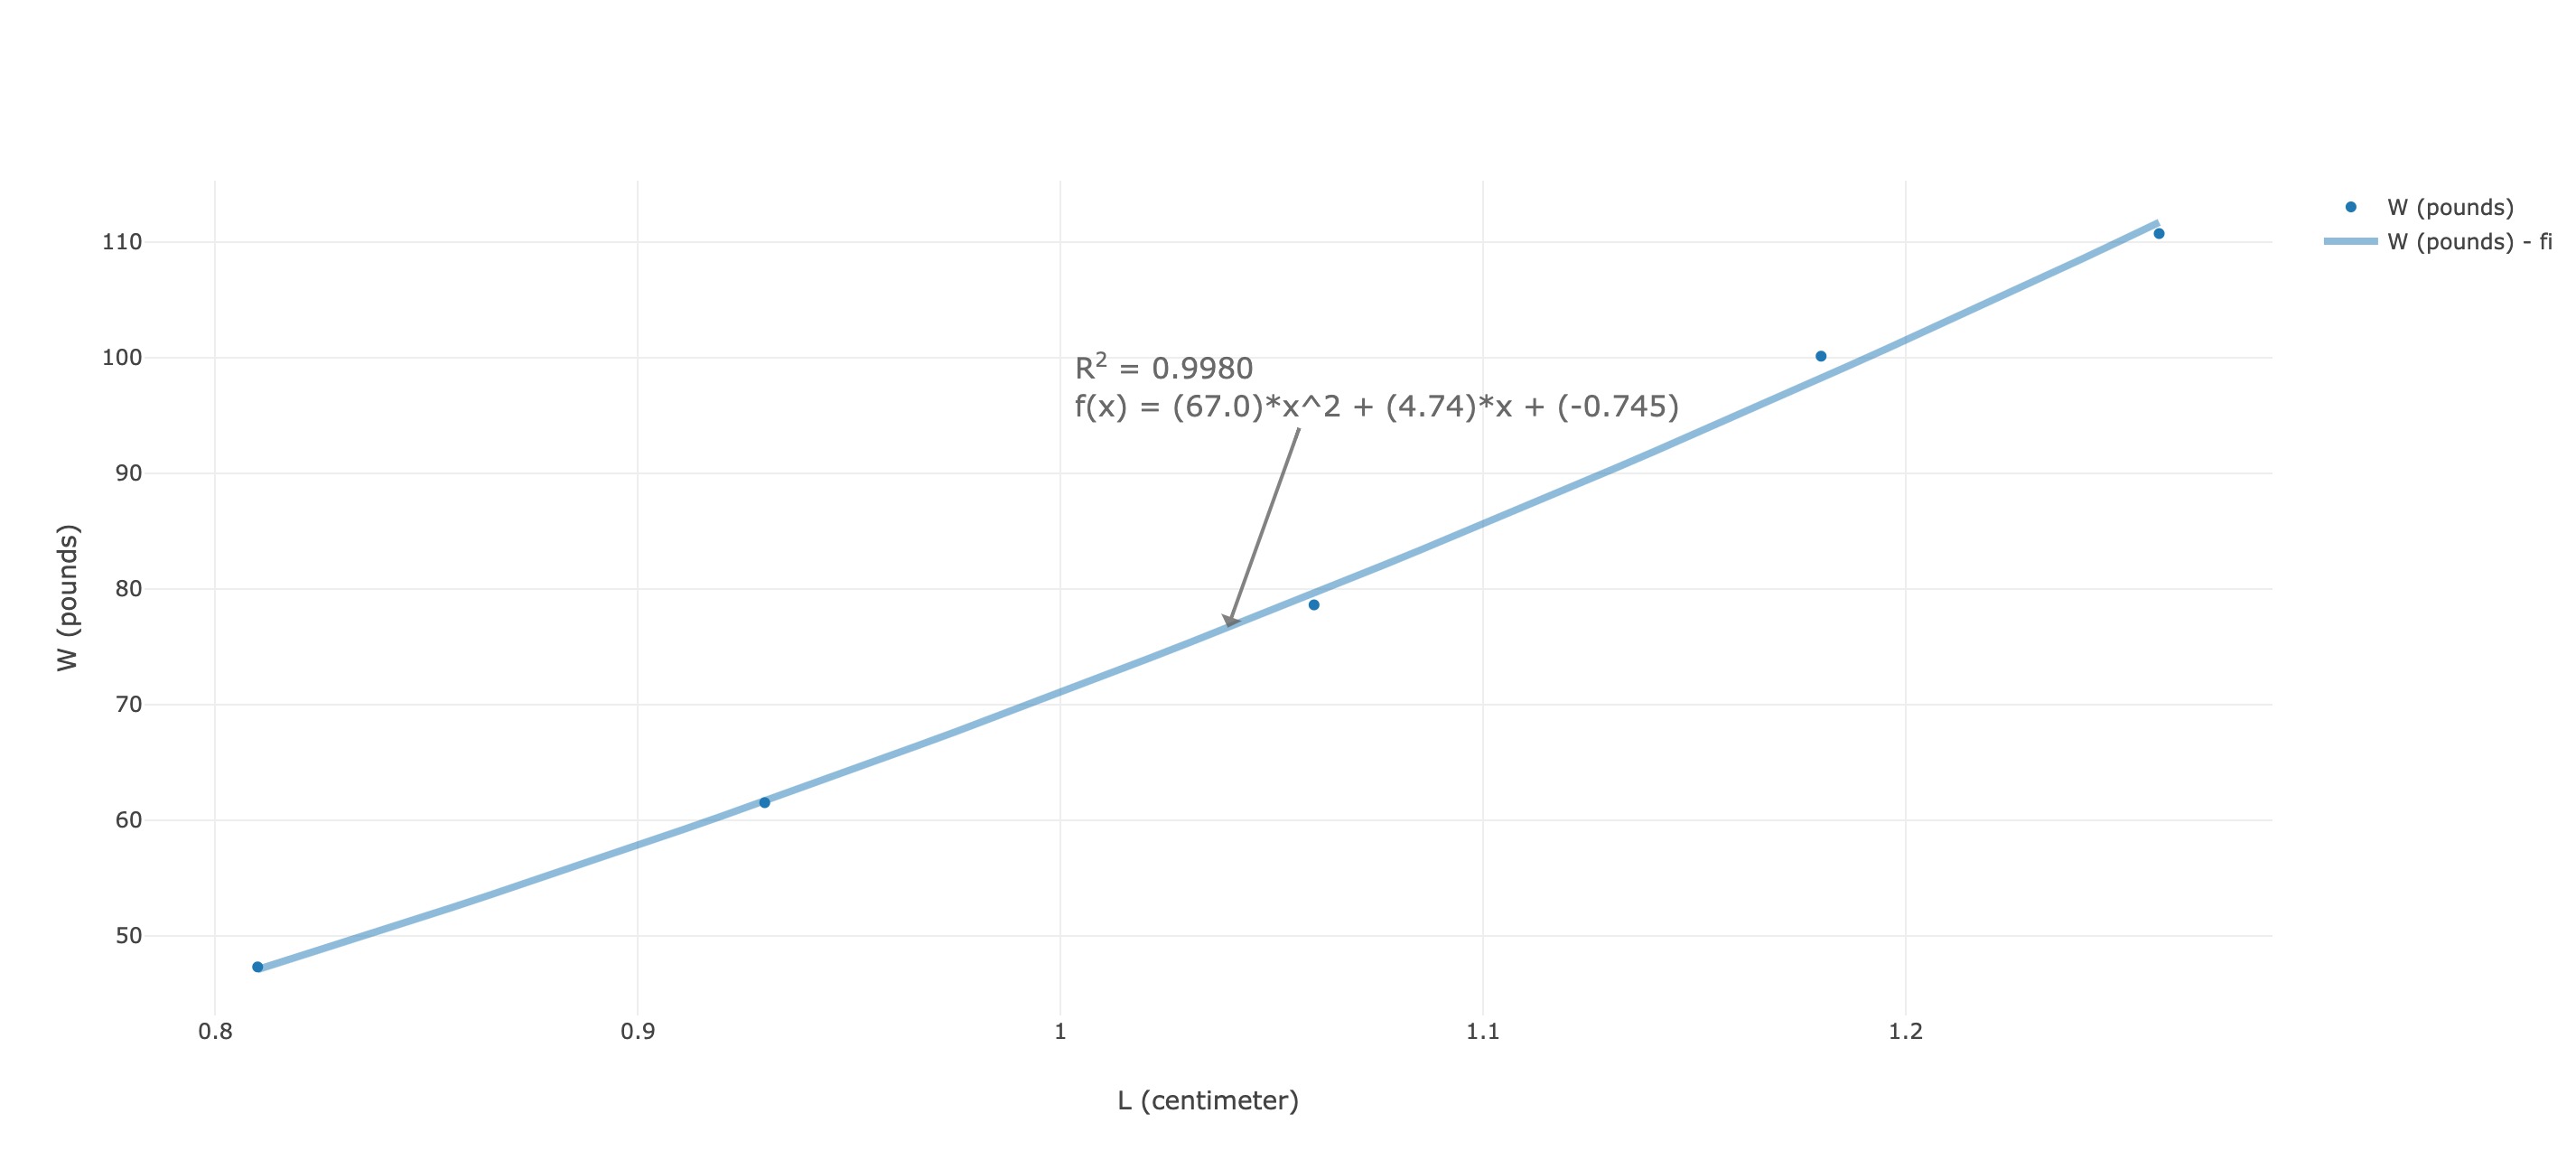 W (pounds)
W (pounds) - fi
110
100
90
80
70
60
50
R² = 0.9980
f(x) = (67.0)*x^2 + (4.74)*x + (-0.745)
W (pounds)
0.8 0.9 1 1.1 1.2
L (centimeter)